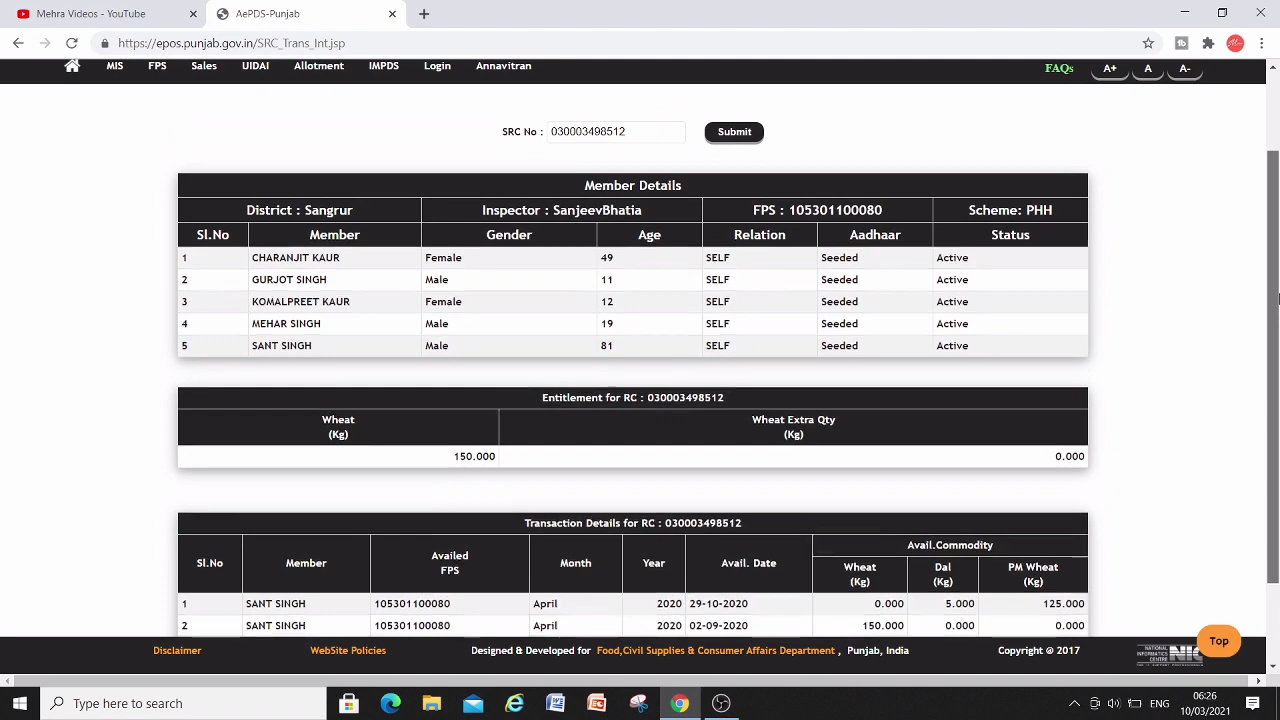 Mehra Videos - YouTube
AePDS-Punjab
https://epos.punjab.gov.in/SRC_Trans_Int.jsp
MIS FPS Sales UIDAI Allotment IMPDS Login Annavitran FAQs A+ A A-
SRC No : 030003498512 Submit
Member Details
District : Sangrur Inspector : SanjeevBhatia FPS : 105301100080 Scheme: PHH
Sl.No Member Gender Age Relation Aadhaar Status
1 CHARANJIT KAUR Female 49 SELF Seeded Active
2 GURJOT SINGH Male 11 SELF Seeded Active
3 KOMALPREET KAUR Female 12 SELF Seeded Active
4 MEHAR SINGH Male 19 SELF Seeded Active
5 SANT SINGH Male 81 SELF Seeded Active
Entitlement for RC : 030003498512
Wheat Wheat Extra Qty
(Kg) (Kg)
150.000 0.000
Transaction Details for RC : 030003498512
Sl.No Member Availed FPS Month Year Avail. Date Avail.Commodity
Wheat Dal PM Wheat
(Kg) (Kg) (Kg)
1 SANT SINGH 105301100080 April 2020 29-10-2020 0.000 5.000 125.000
2 SANT SINGH 105301100080 April 2020 02-09-2020 150.000 0.000 0.000
Top
Disclaimer WebSite Policies Designed & Developed for Food,Civil Supplies & Consumer Affairs Department , Punjab, India Copyright @ 2017
NATIONAL INFORMATICS CENTRE NIC
Type here to search
ENG
06:26
10/03/2021